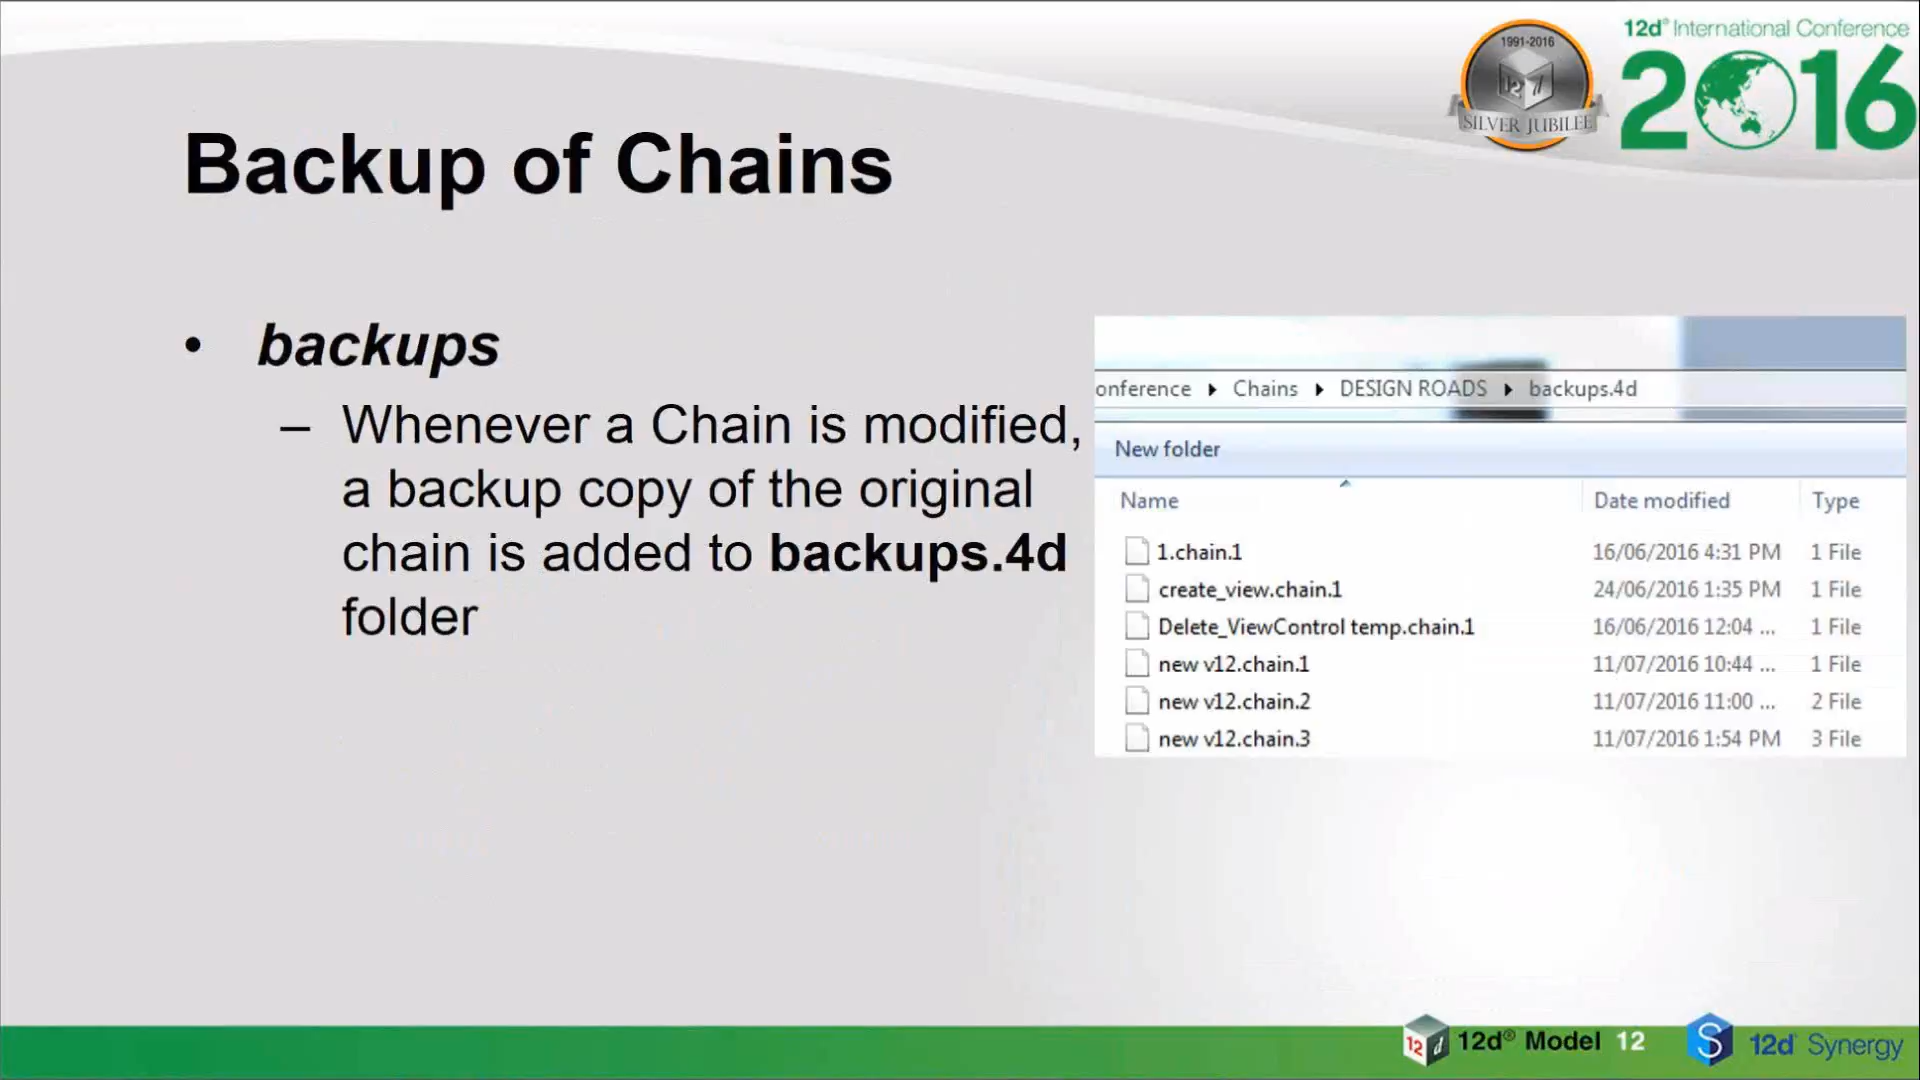 1991-2016
12d
SILVER JUBILEE
12d® International Conference
2016
Backup of Chains
• backups
– Whenever a Chain is modified,
a backup copy of the original
chain is added to backups.4d
folder
onference ▸ Chains ▸ DESIGN ROADS ▸ backups.4d
New folder
Name Date modified Type
1.chain.1 16/06/2016 4:31 PM 1 File
create_view.chain.1 24/06/2016 1:35 PM 1 File
Delete_ViewControl temp.chain.1 16/06/2016 12:04 ... 1 File
new v12.chain.1 11/07/2016 10:44 ... 1 File
new v12.chain.2 11/07/2016 11:00 ... 2 File
new v12.chain.3 11/07/2016 1:54 PM 3 File
12d 12d® Model 12 S 12d® Synergy